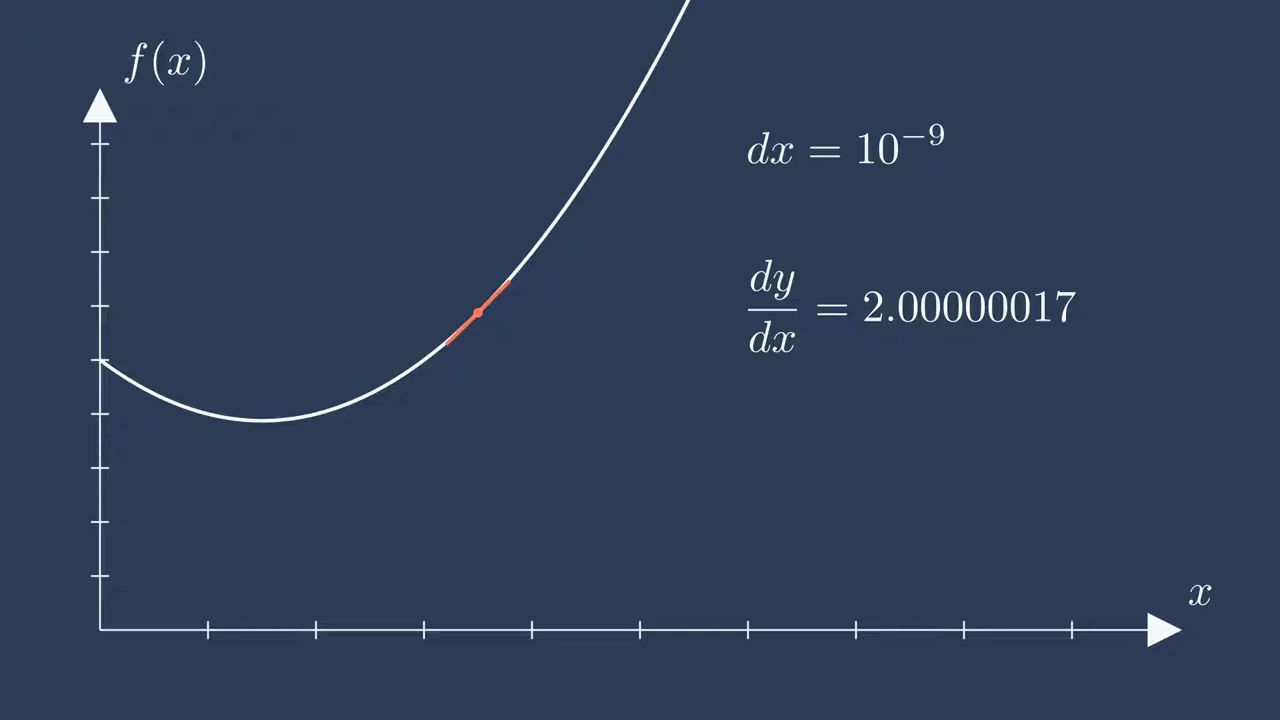 f(x)
dx = 10⁻⁹
dy/dx = 2.00000017
x